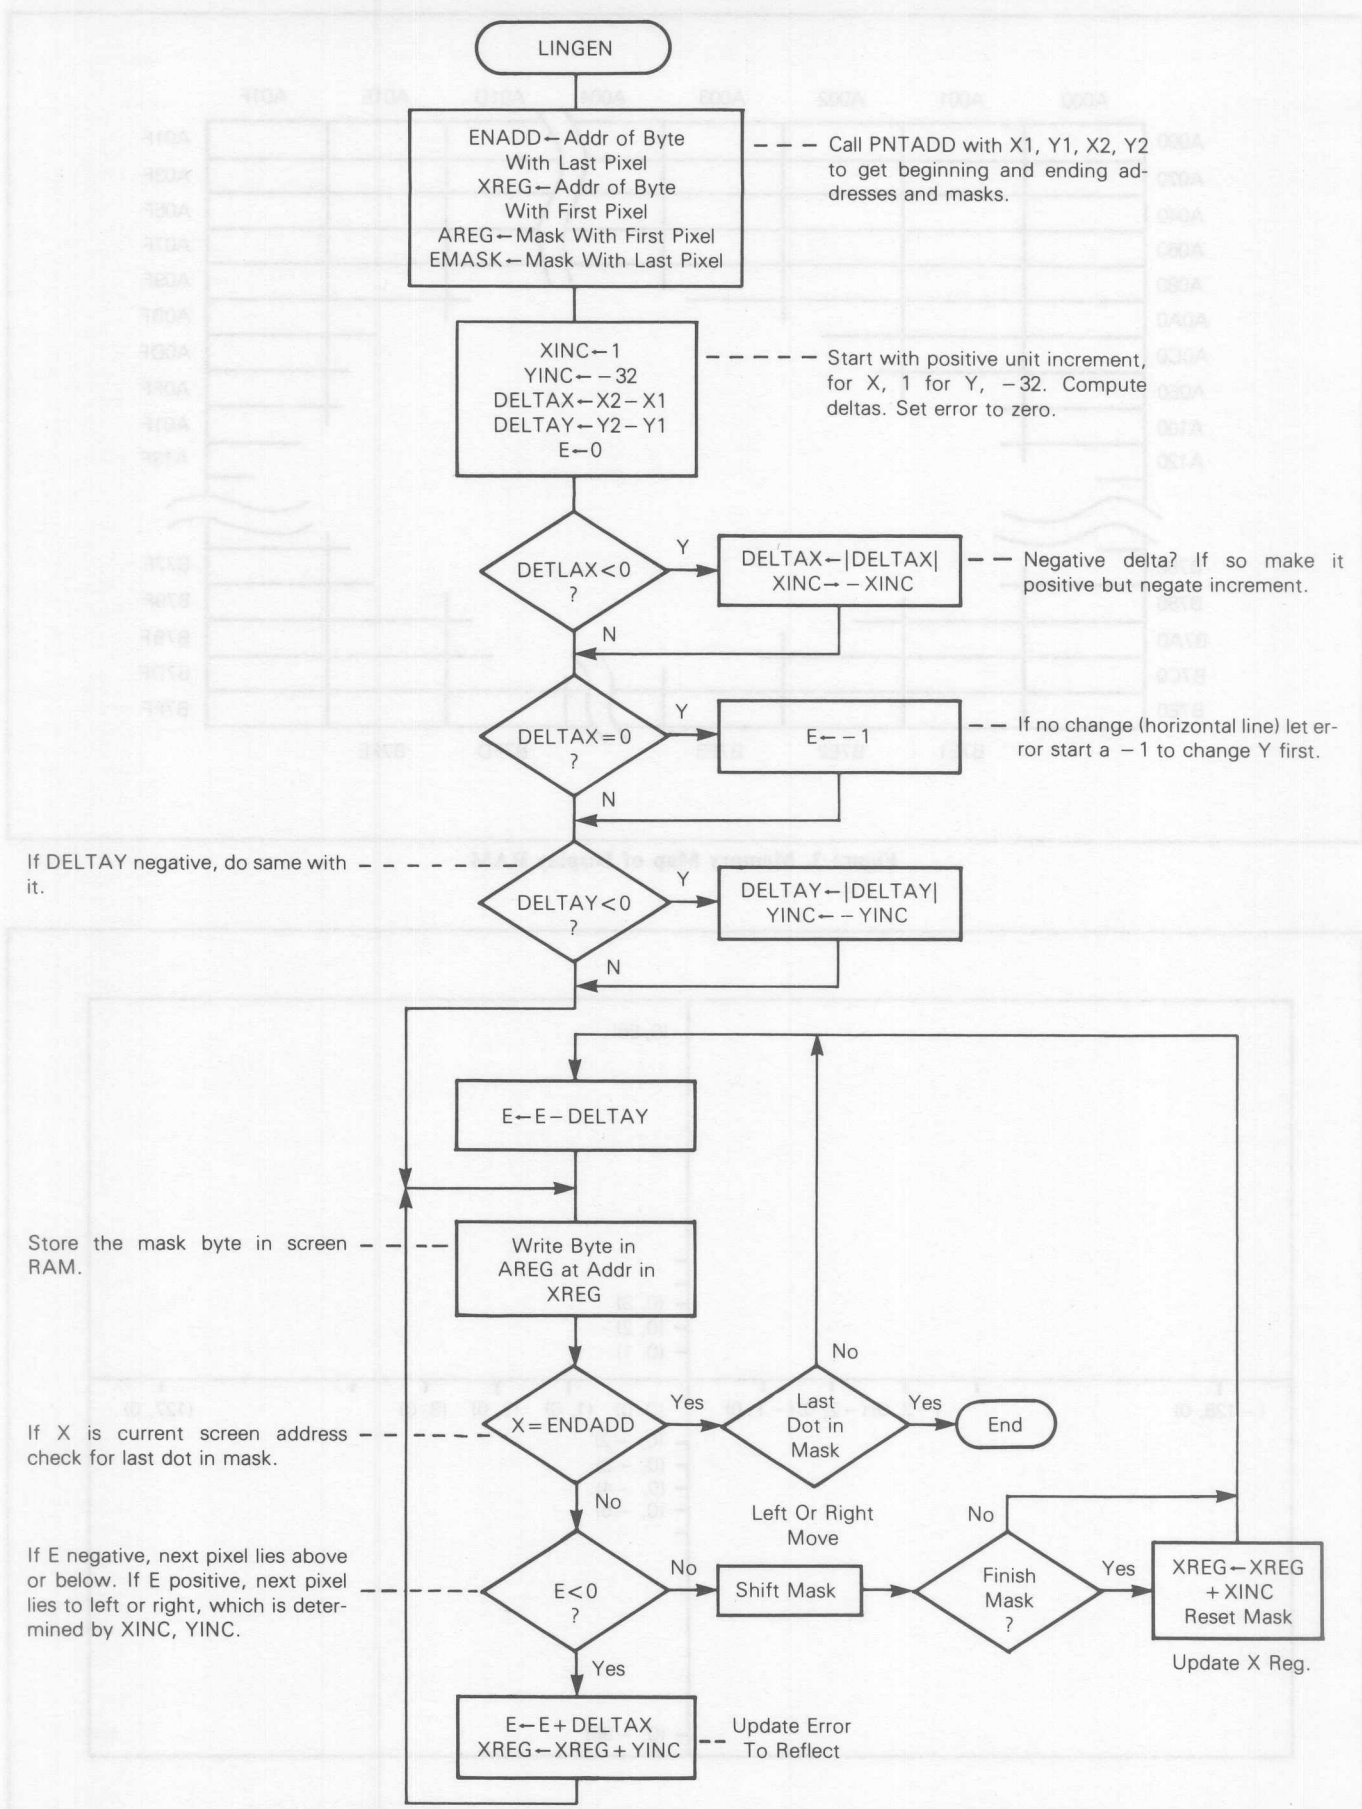 LINGEN
ENADD←Addr of Byte
With Last Pixel
XREG←Addr of Byte
With First Pixel
AREG←Mask With First Pixel
EMASK←Mask With Last Pixel
Call PNTADD with X1, Y1, X2, Y2
to get beginning and ending ad-
dresses and masks.
XINC←1
YINC←−32
DELTAX←X2−X1
DELTAY←Y2−Y1
E←0
Start with positive unit increment,
for X, 1 for Y, −32. Compute
deltas. Set error to zero.
DETLAX<0
?
Y
N
DELTAX←|DELTAX|
XINC→−XINC
Negative delta? If so make it
positive but negate increment.
DELTAX=0
?
Y
N
E←−1
If no change (horizontal line) let er-
ror start a −1 to change Y first.
If DELTAY negative, do same with
it.
DELTAY<0
?
Y
N
DELTAY←|DELTAY|
YINC←−YINC
E←E−DELTAY
Store the mask byte in screen
RAM.
Write Byte in
AREG at Addr in
XREG
If X is current screen address
check for last dot in mask.
X=ENDADD
Yes
No
Last
Dot in
Mask
No
Yes
End
Left Or Right
Move
If E negative, next pixel lies above
or below. If E positive, next pixel
lies to left or right, which is deter-
mined by XINC, YINC.
E<0
?
No
Yes
Shift Mask
Finish
Mask
?
No
Yes
XREG←XREG
+XINC
Reset Mask
Update X Reg.
E←E+DELTAX
XREG←XREG+YINC
Update Error
To Reflect